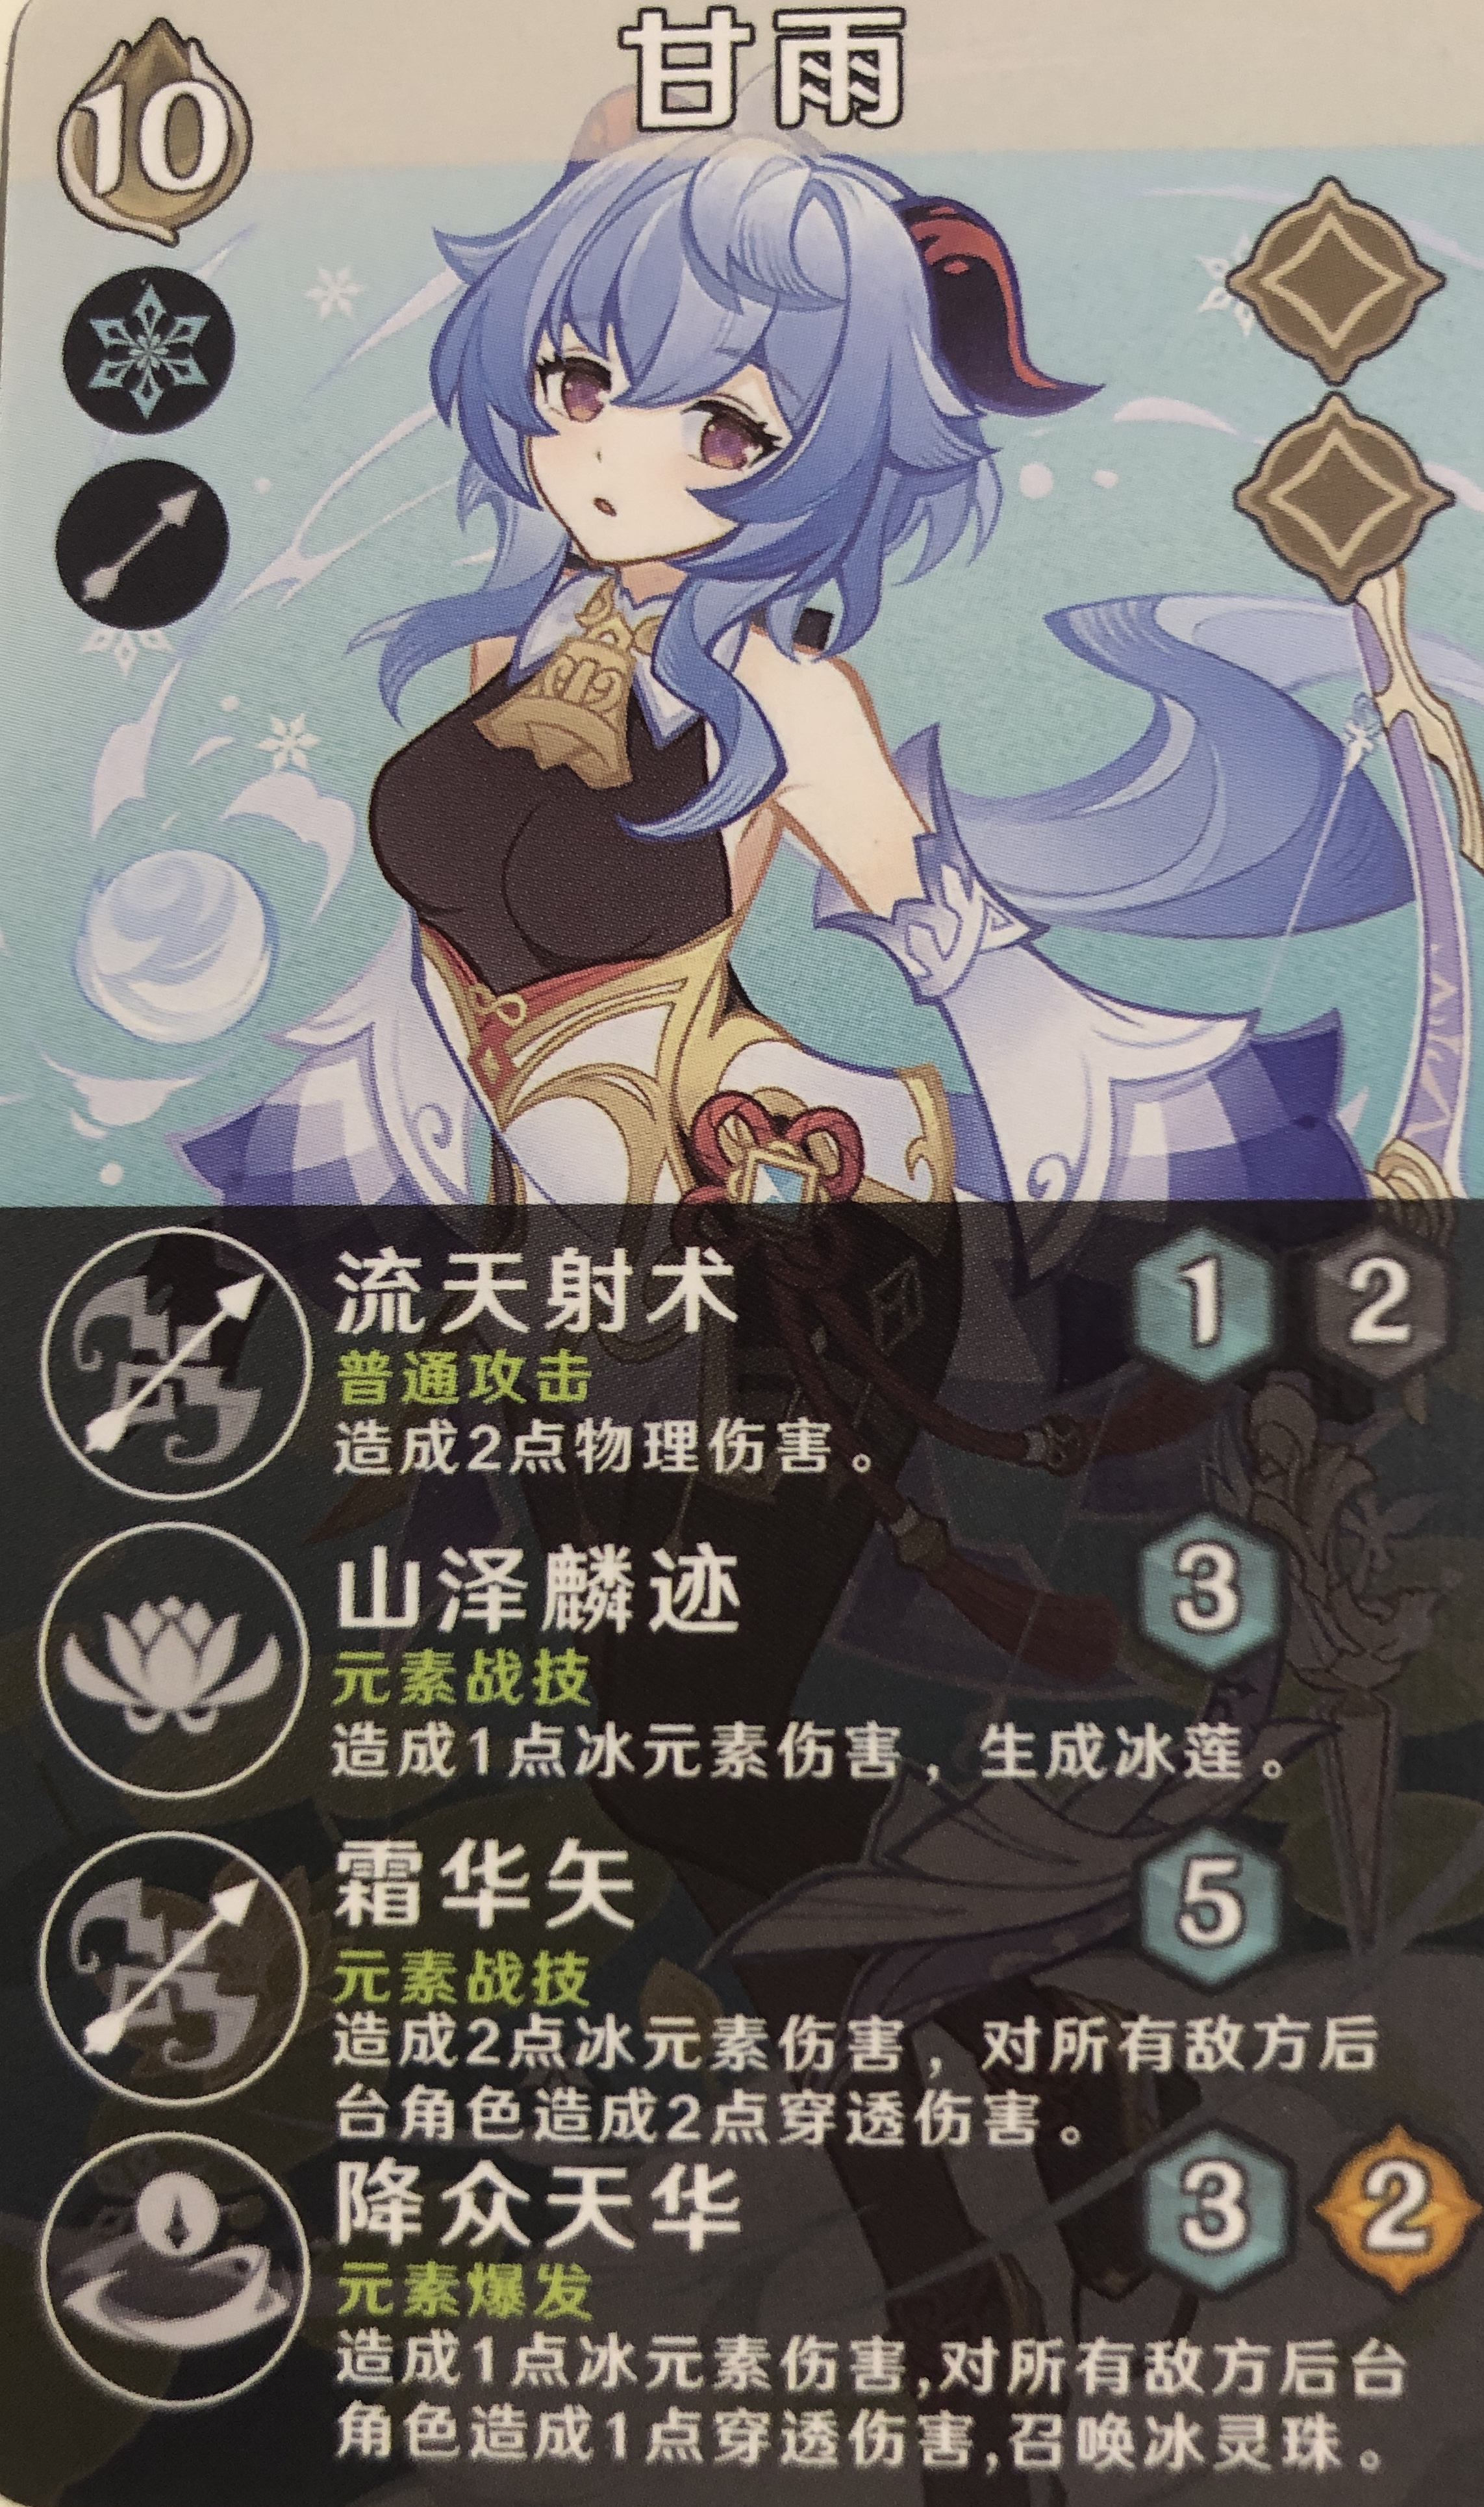 甘雨
10
流天射术
1 2
普通攻击
造成2点物理伤害。
山泽麟迹
3
元素战技
造成1点冰元素伤害，生成冰莲。
霜华矢
5
元素战技
造成2点冰元素伤害，对所有敌方后
台角色造成2点穿透伤害。
降众天华
3 2
元素爆发
造成1点冰元素伤害,对所有敌方后台
角色造成1点穿透伤害,召唤冰灵珠。